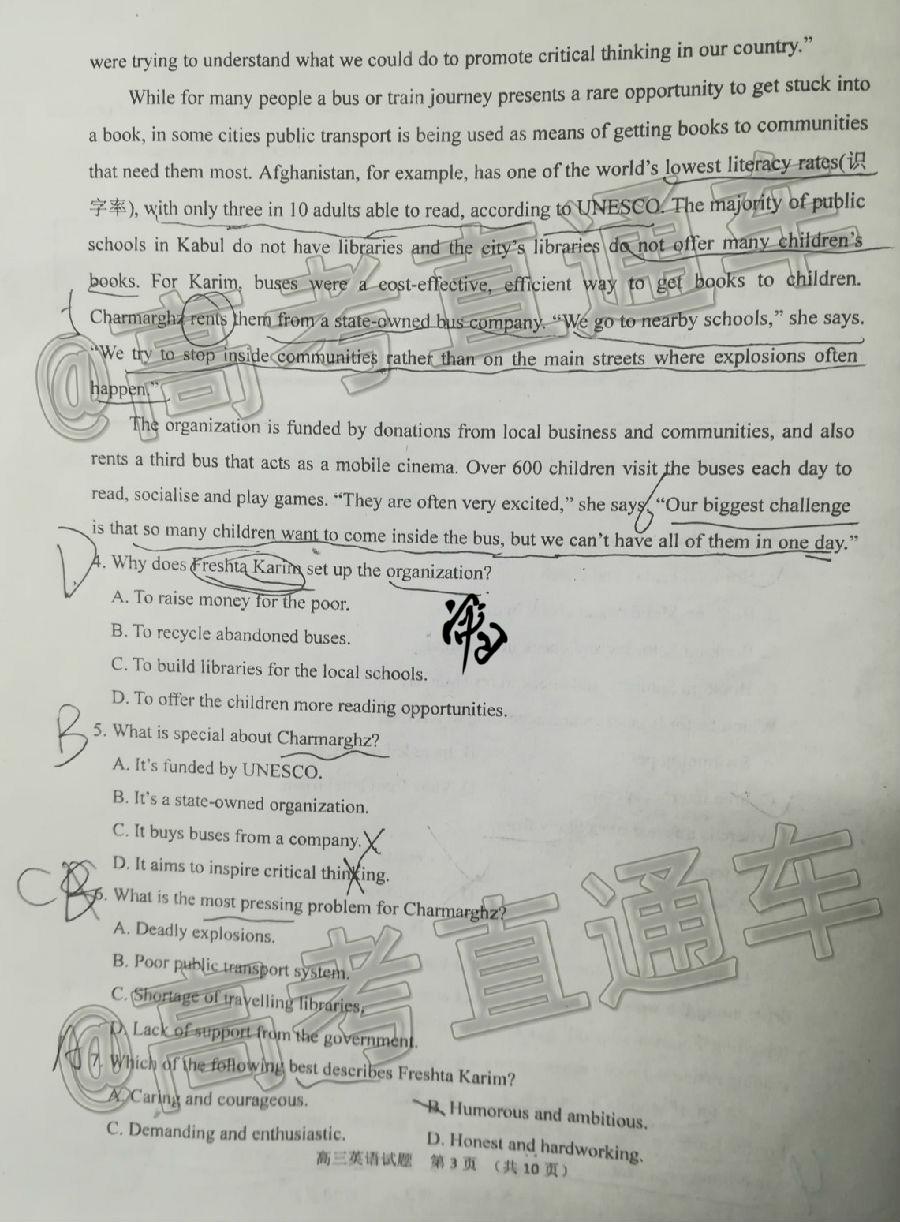 were trying to understand what we could do to promote critical thinking in our country.”
While for many people a bus or train journey presents a rare opportunity to get stuck into
a book, in some cities public transport is being used as means of getting books to communities
that need them most. Afghanistan, for example, has one of the world’s lowest literacy rates(识
字率), with only three in 10 adults able to read, according to UNESCO. The majority of public
schools in Kabul do not have libraries and the city’s libraries do not offer many children’s
books. For Karim, buses were a cost-effective, efficient way to get books to children.
Charmarghz rents them from a state-owned bus company. “We go to nearby schools,” she says.
“We try to stop inside communities rather than on the main streets where explosions often
happen.”
The organization is funded by donations from local business and communities, and also
rents a third bus that acts as a mobile cinema. Over 600 children visit the buses each day to
read, socialise and play games. “They are often very excited,” she says. “Our biggest challenge
is that so many children want to come inside the bus, but we can’t have all of them in one day.”
D
4. Why does Freshta Karim set up the organization?
A. To raise money for the poor.
B. To recycle abandoned buses.
C. To build libraries for the local schools.
D. To offer the children more reading opportunities.
B
5. What is special about Charmarghz?
A. It’s funded by UNESCO.
B. It’s a state-owned organization.
C. It buys buses from a company.
D. It aims to inspire critical thinking.
C
6. What is the most pressing problem for Charmarghz?
A. Deadly explosions.
B. Poor public transport system.
C. Shortage of travelling libraries.
D. Lack of support from the government.
A
7. Which of the following best describes Freshta Karim?
A. Caring and courageous. B. Humorous and ambitious.
C. Demanding and enthusiastic. D. Honest and hardworking.
高三英语试题 第 3 页 （共 10 页）
@高考直通车
@高考直通车